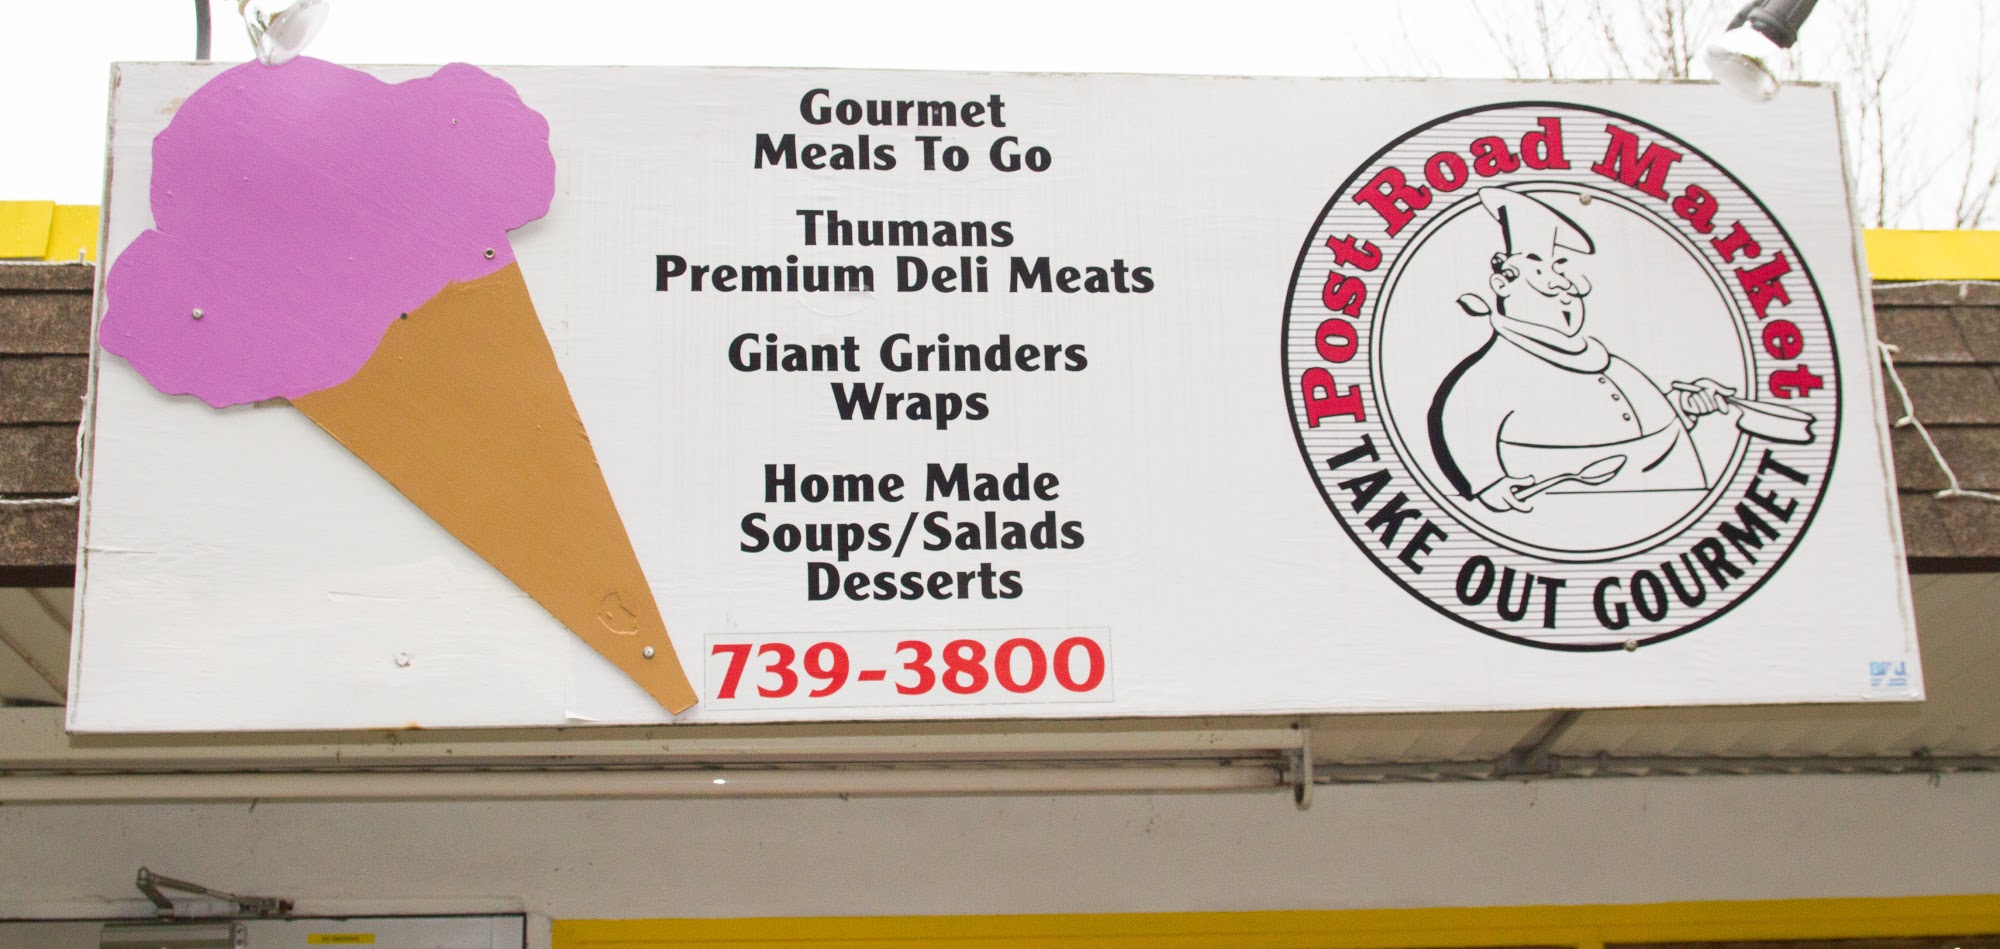 Gourmet
Meals To Go
Thumans
Premium Deli Meats
Giant Grinders
Wraps
Home Made
Soups/Salads
Desserts
739-3800
Post Road Market
TAKE OUT GOURMET